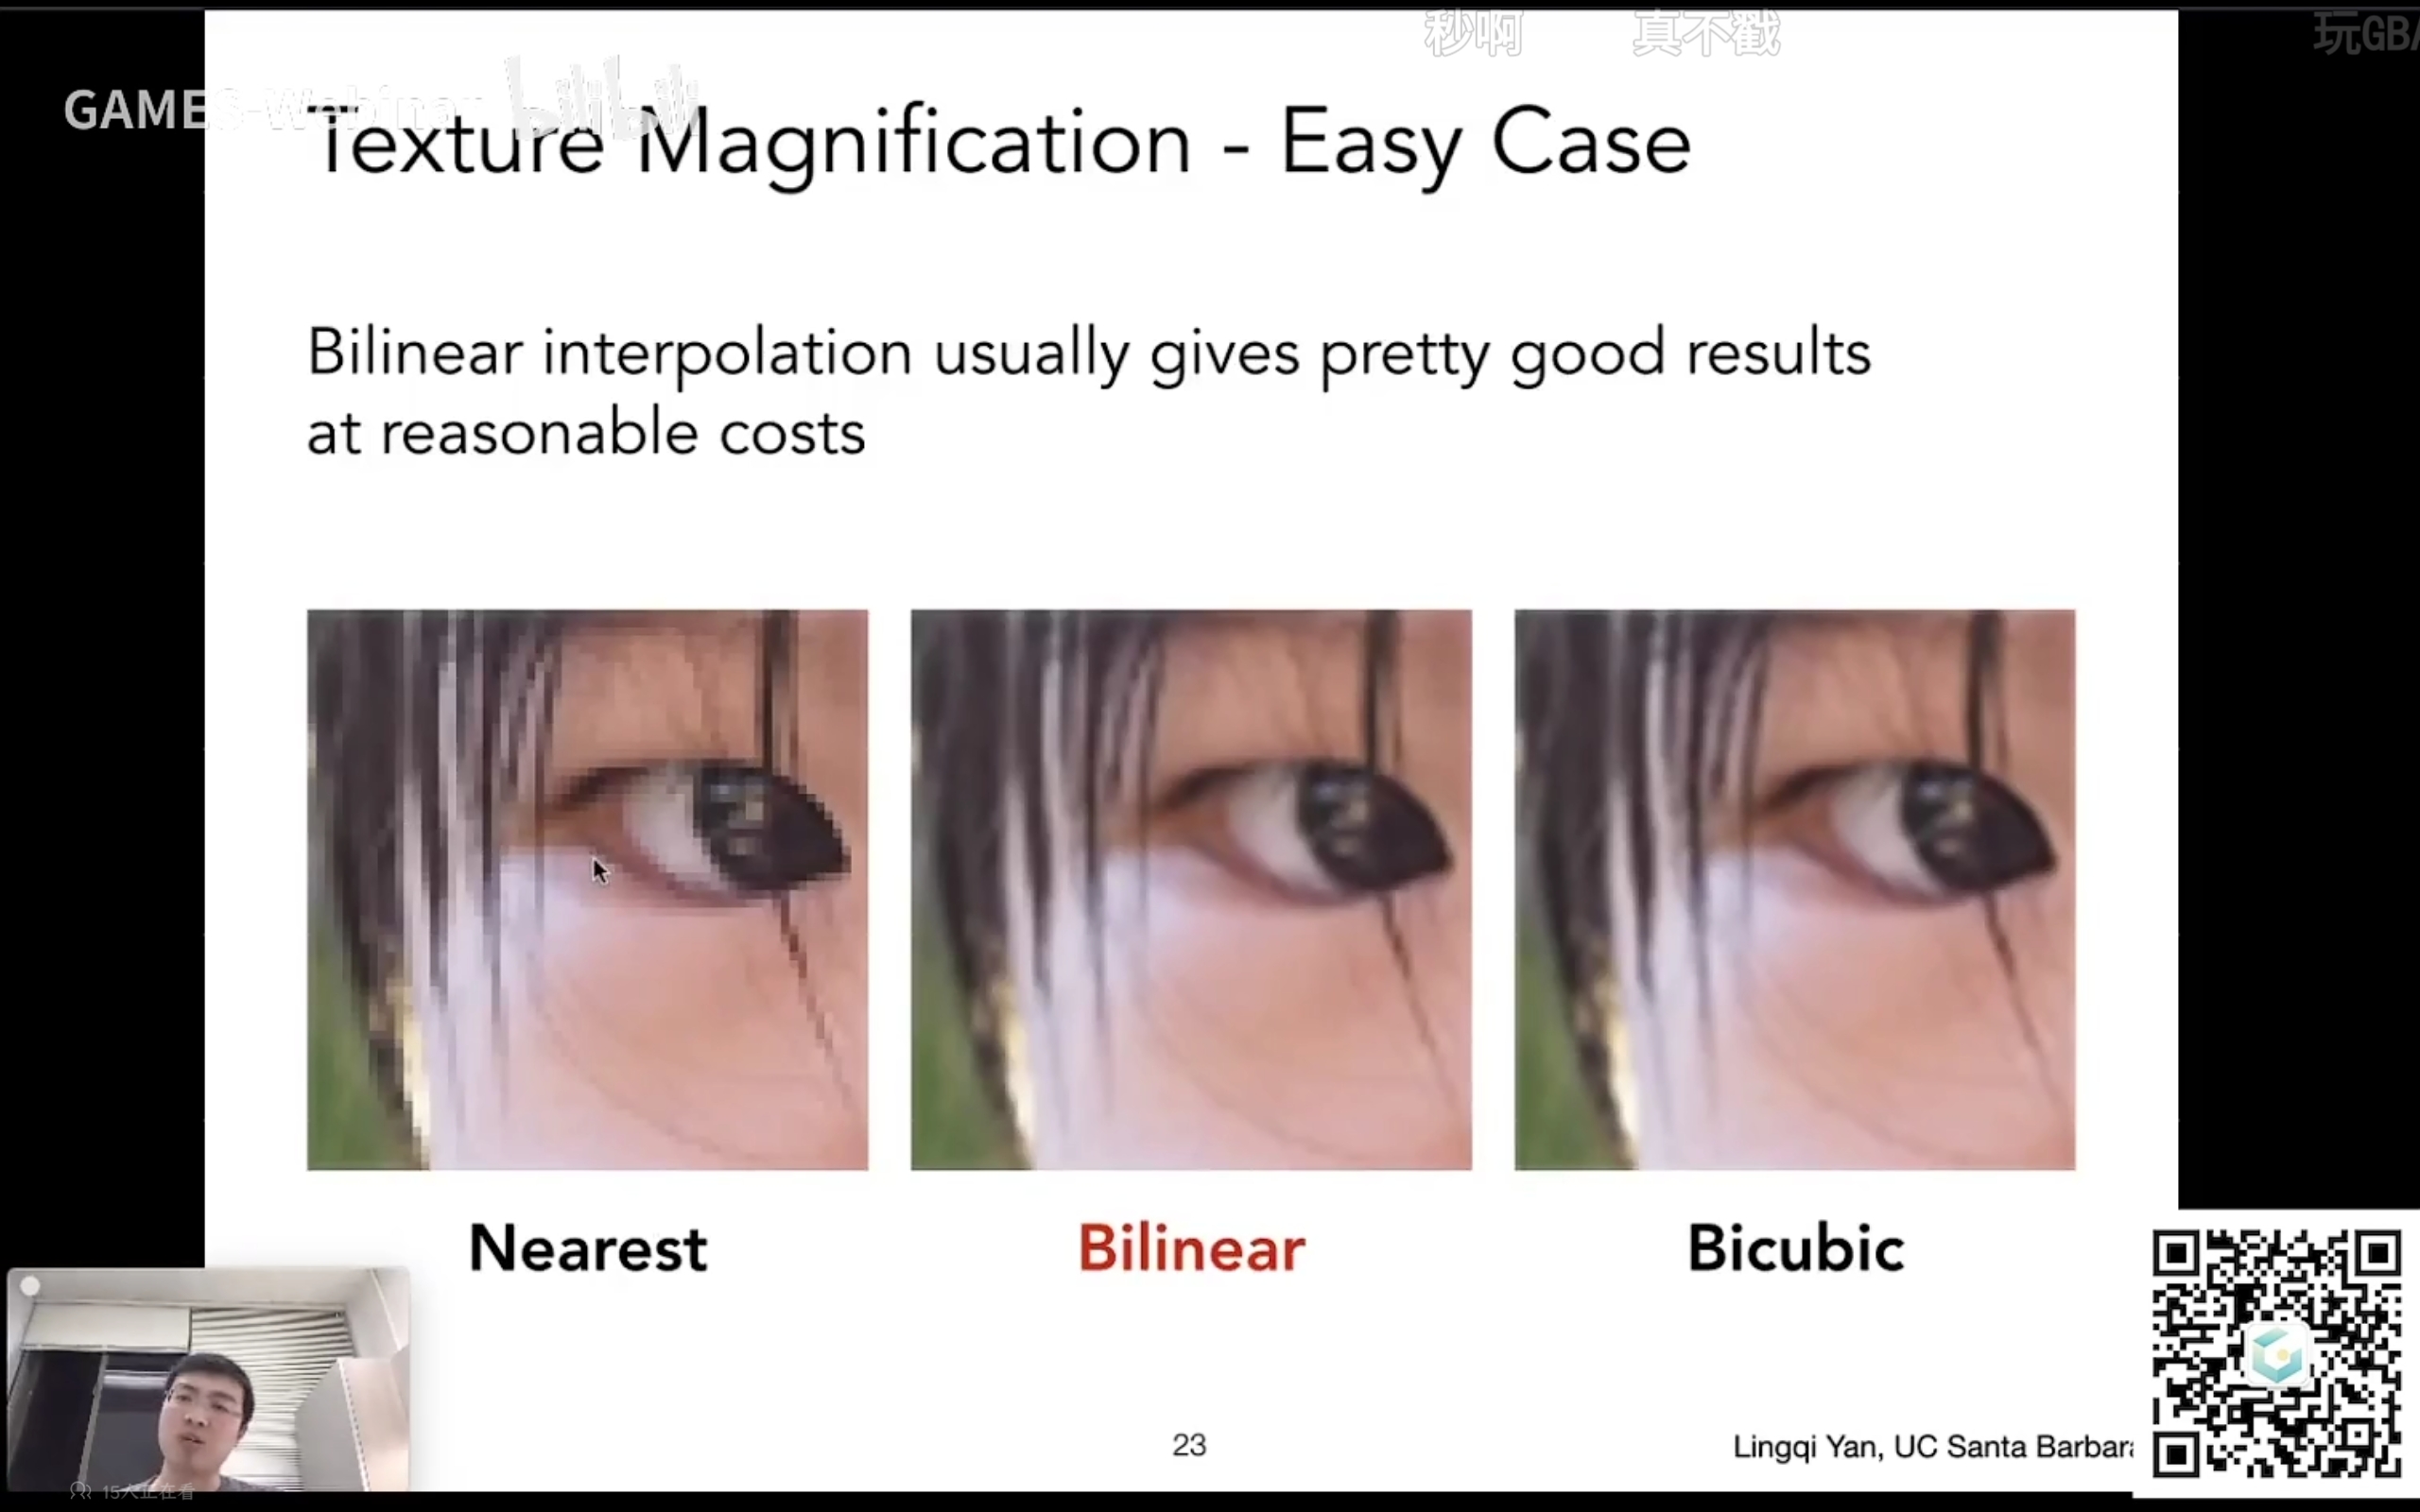 秒啊 真不戳 玩GBA
GAMES-Webinar bilibili
Texture Magnification - Easy Case
Bilinear interpolation usually gives pretty good results
at reasonable costs
Nearest Bilinear Bicubic
23
Lingqi Yan, UC Santa Barbara
15人正在看